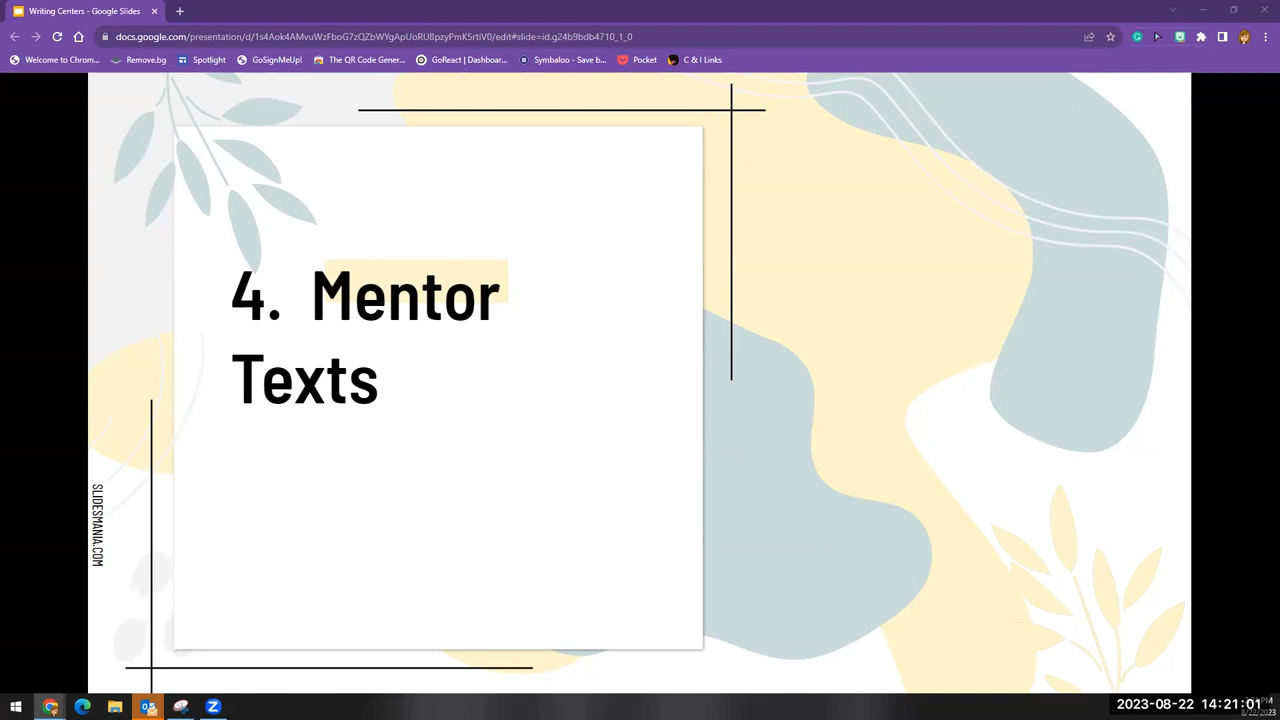 Writing Centers - Google Slides
docs.google.com/presentation/d/1s4Aok4AMvuWzFboG7zQZbWYgApUoRU8pzyPmK5rtiV0/edit#slide=id.g24b9bdb4710_1_0
Welcome to Chrom... Remove.bg Spotlight GoSignMeUp! The QR Code Gener... GoReact | Dashboar... Symbaloo - Save b... Pocket C & I Links
4. Mentor
Texts
SLIDESMANIA.COM
2023-08-22 14:21:01